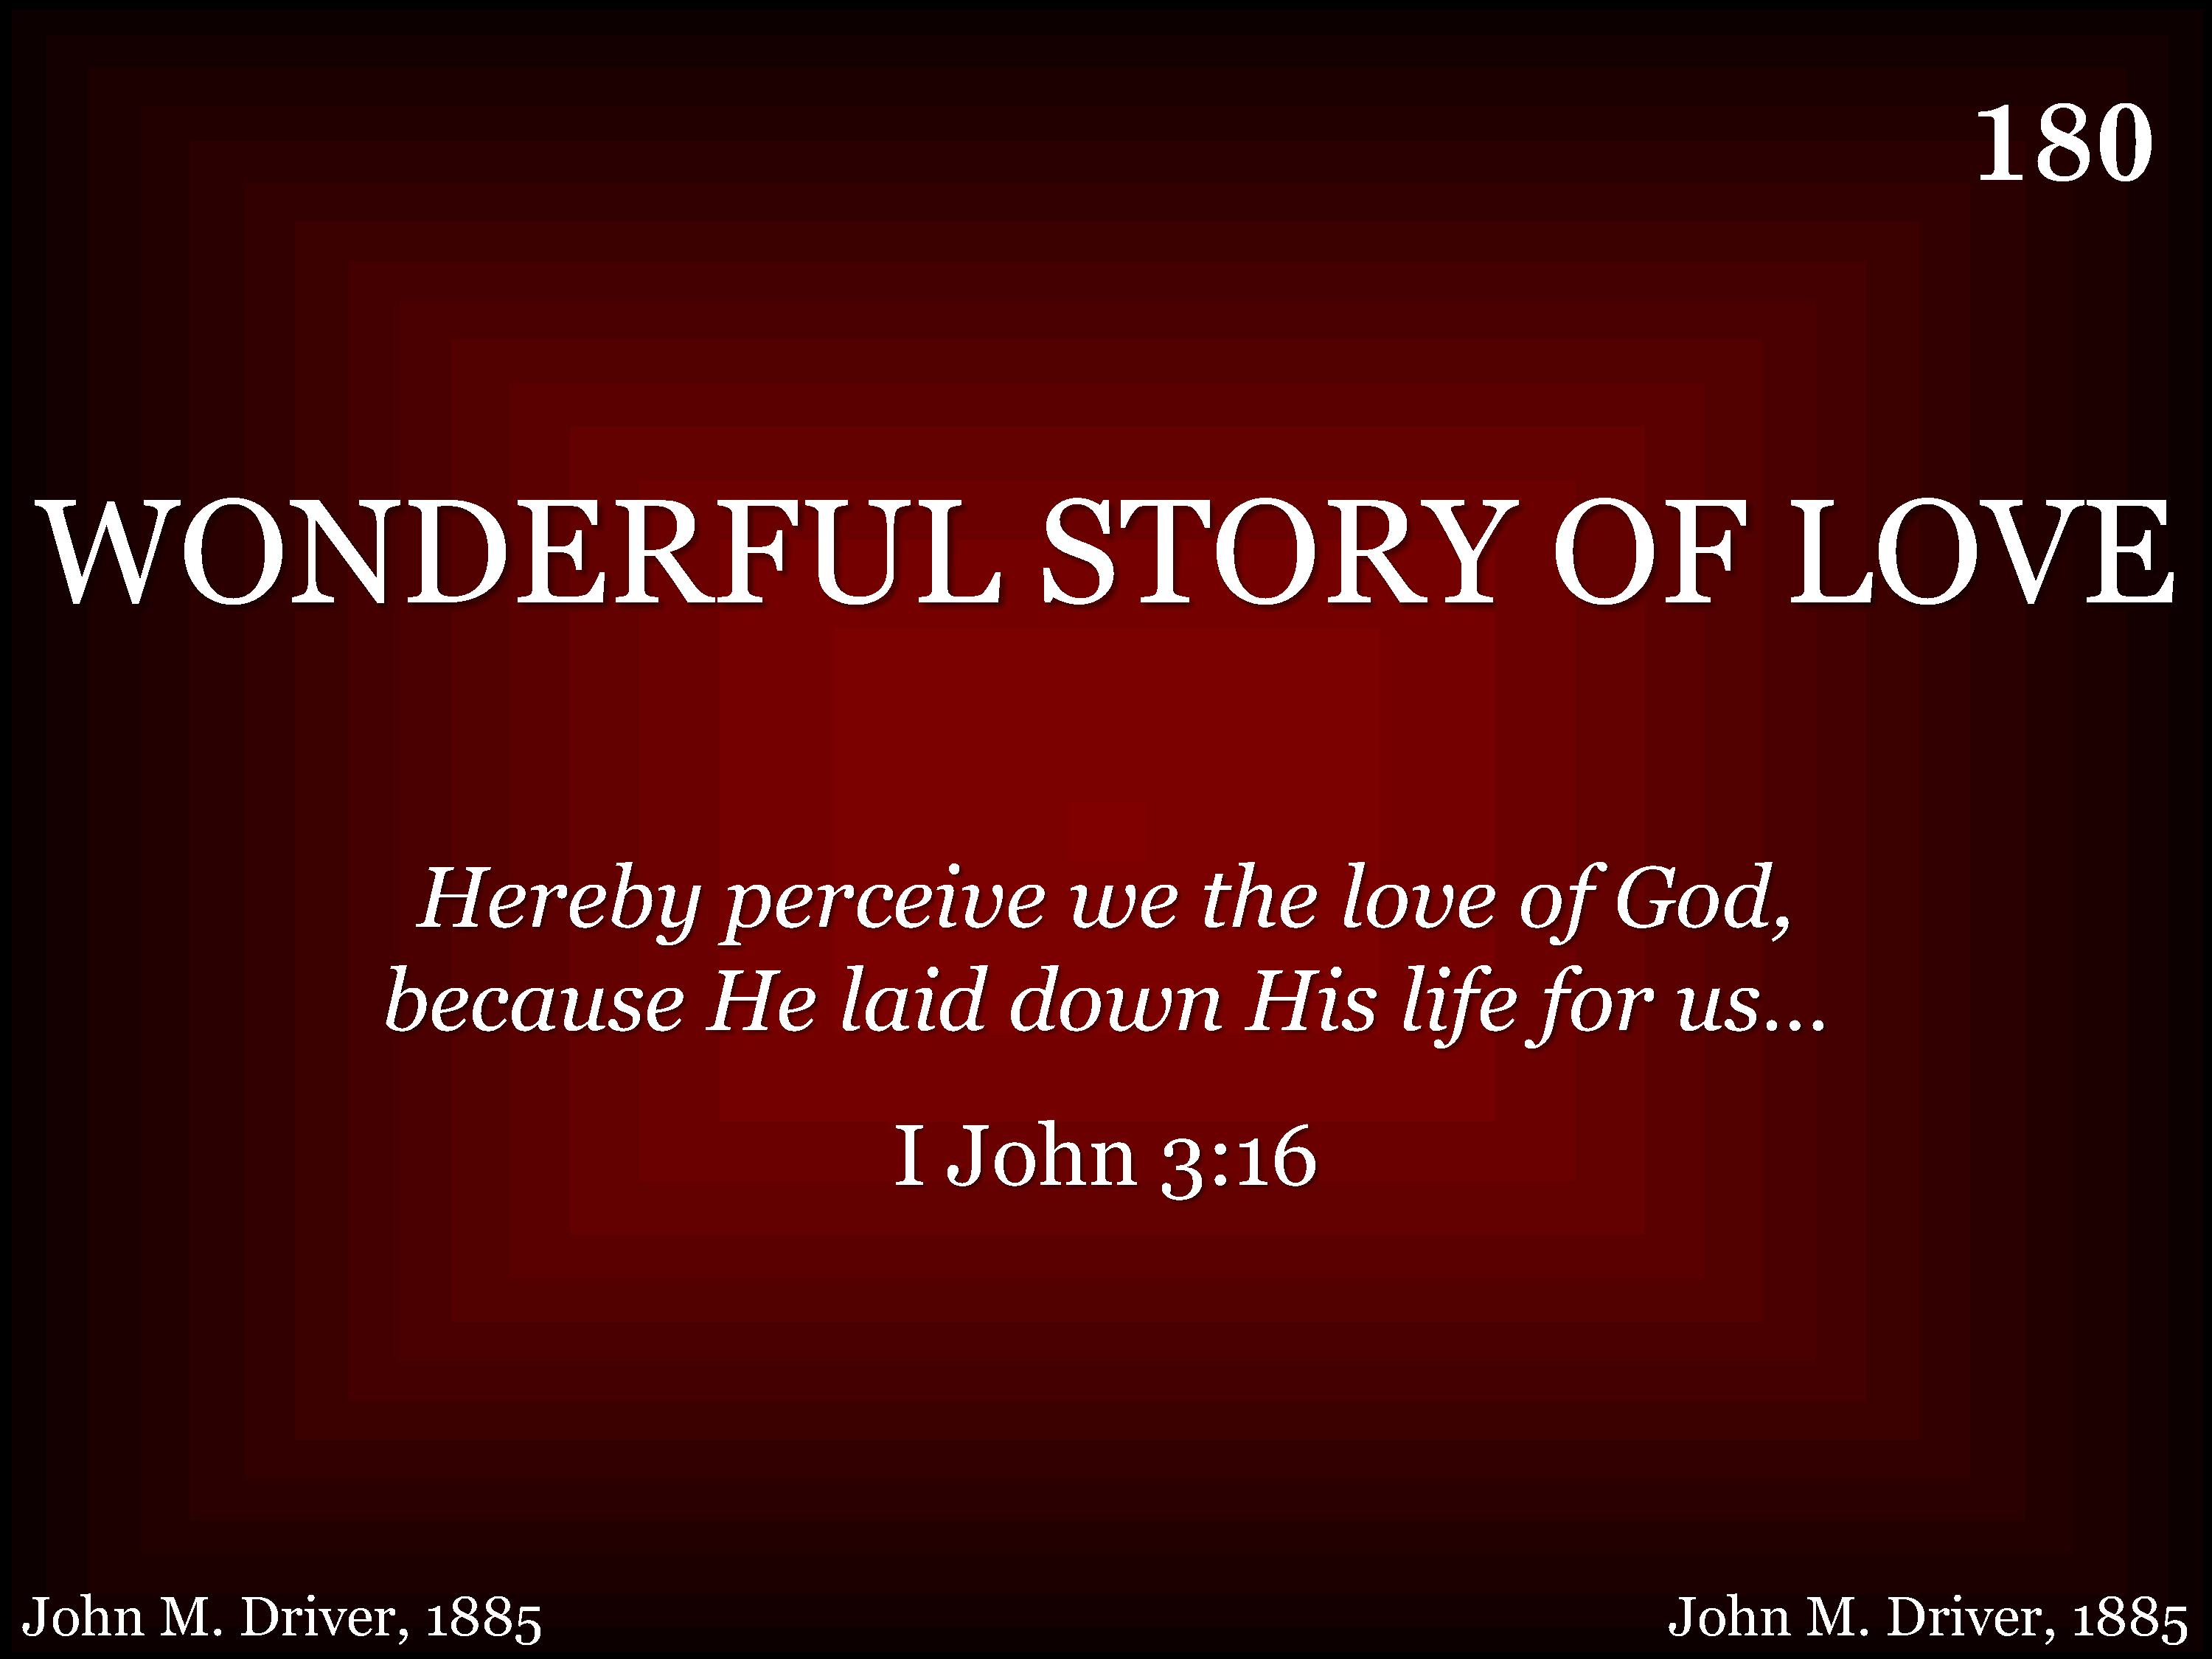 180
WONDERFUL STORY OF LOVE
Hereby perceive we the love of God,
because He laid down His life for us…
I John 3:16
John M. Driver, 1885
John M. Driver, 1885